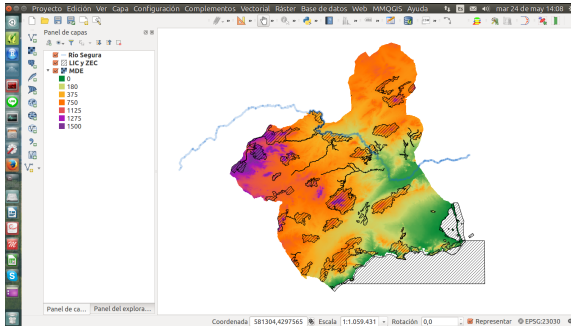 Proyecto Edición Ver Capa Configuración Complementos Vectorial Ráster Base de datos Web MMQGIS Ayuda mar 24 de may 14:08
Panel de capas
Río Segura
LIC y ZEC
MDE
0
180
375
750
1125
1275
1500
Panel de ca... Panel del explora...
Coordenada 581304,4297565 Escala 1:1.059.431 Rotación 0,0 Representar EPSG:23030